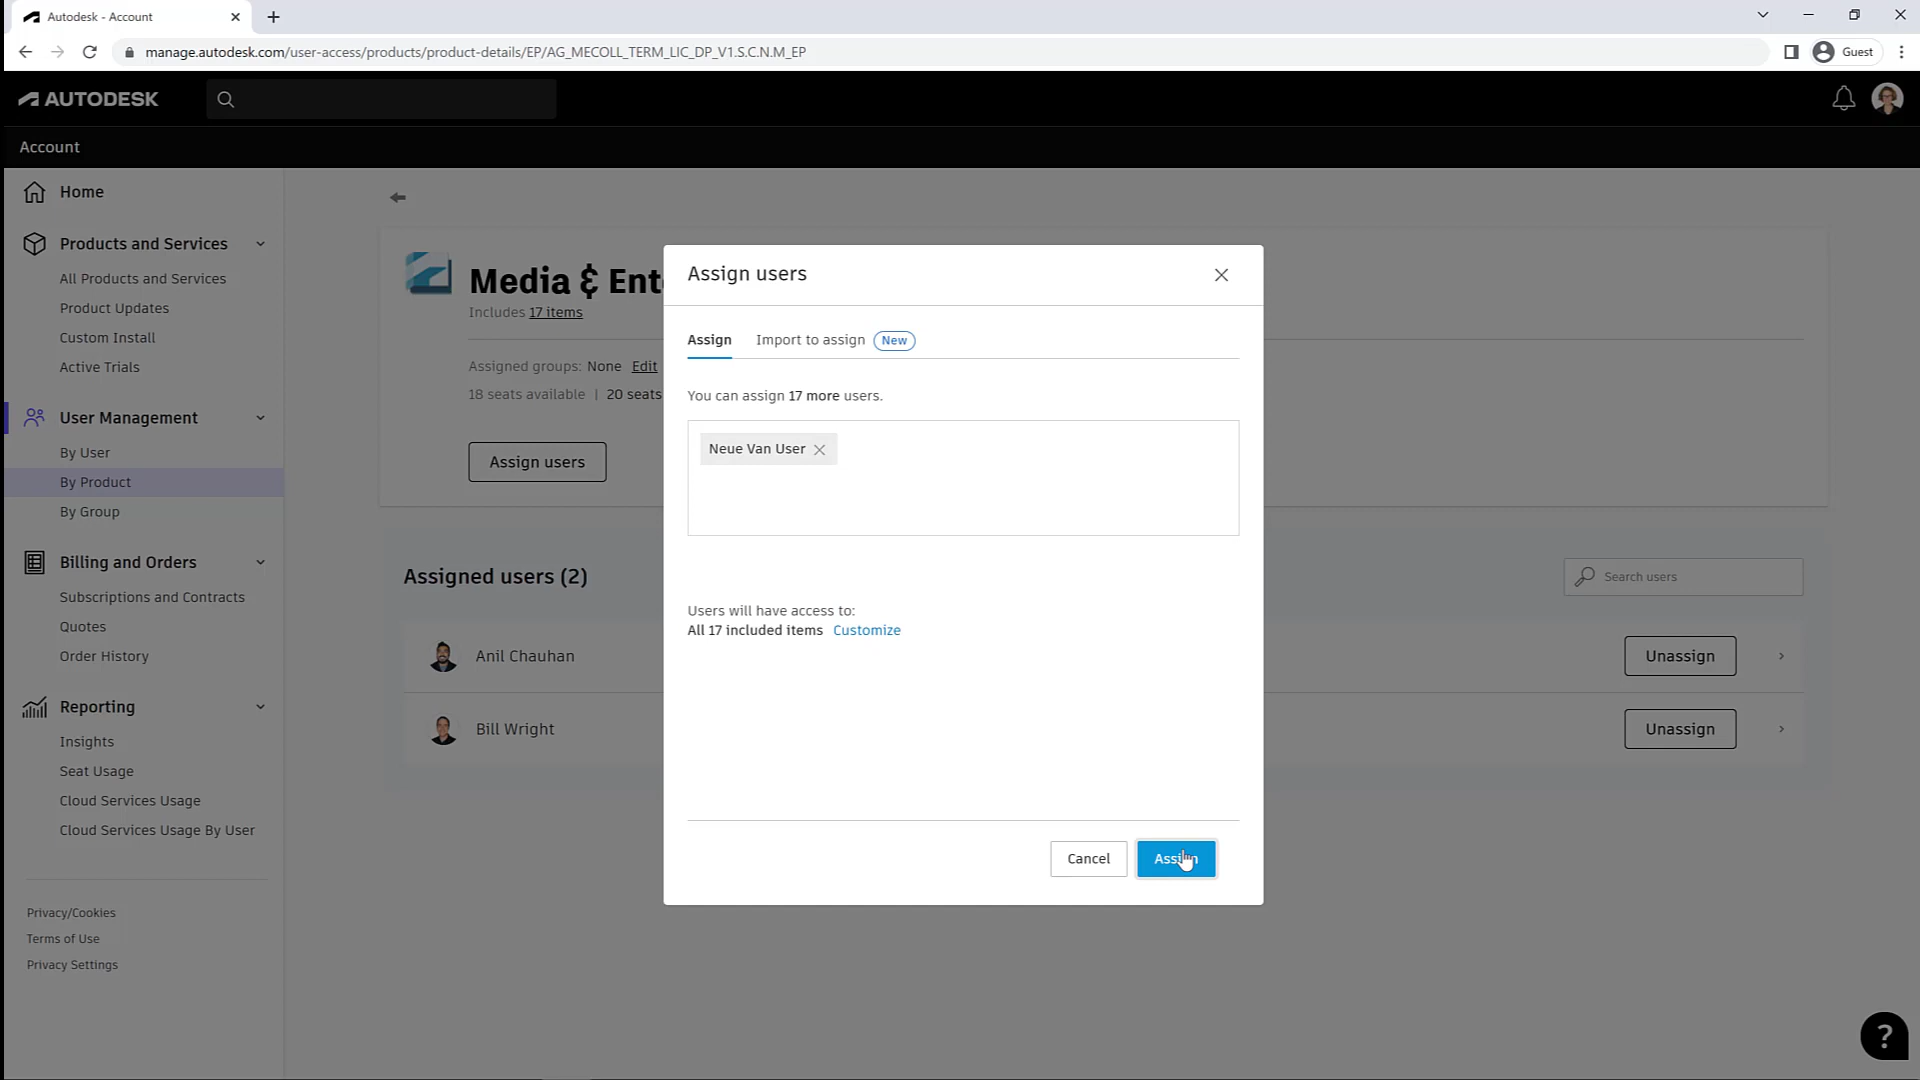 Autodesk - Account
manage.autodesk.com/user-access/products/product-details/EP/AG_MECOLL_TERM_LIC_DP_V1.S.C.N.M_EP
Guest
AUTODESK
Account
Home
Products and Services
All Products and Services
Product Updates
Custom Install
Active Trials
User Management
By User
By Product
By Group
Billing and Orders
Subscriptions and Contracts
Quotes
Order History
Reporting
Insights
Seat Usage
Cloud Services Usage
Cloud Services Usage By User
Privacy/Cookies
Terms of Use
Privacy Settings
Media & Ent
Includes 17 items
Assigned groups: None Edit
18 seats available | 20 seats
Assign users
Assigned users (2)
Search users
Anil Chauhan
Unassign
Bill Wright
Unassign
Assign users
Assign
Import to assign
New
You can assign 17 more users.
Neue Van User
Users will have access to:
All 17 included items Customize
Cancel
Assign
?